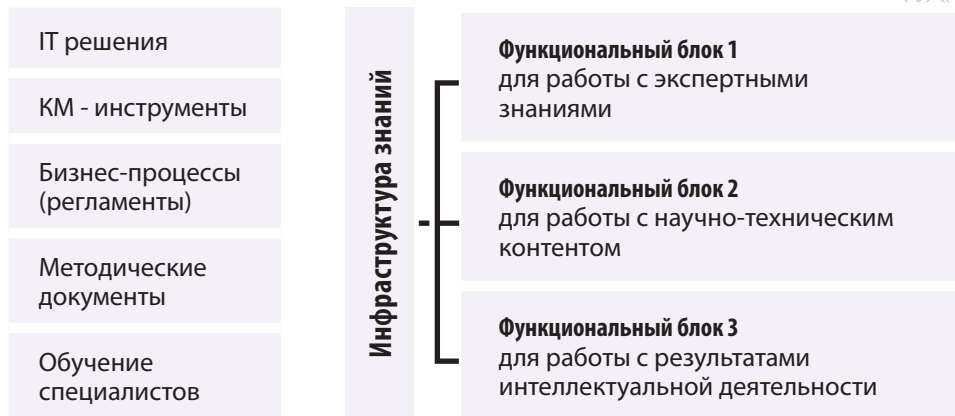 IT решения
КМ - инструменты
Бизнес-процессы
(регламенты)
Методические
документы
Обучение
специалистов
Инфраструктура знаний
Функциональный блок 1
для работы с экспертными
знаниями
Функциональный блок 2
для работы с научно-техническим
контентом
Функциональный блок 3
для работы с результатами
интеллектуальной деятельности